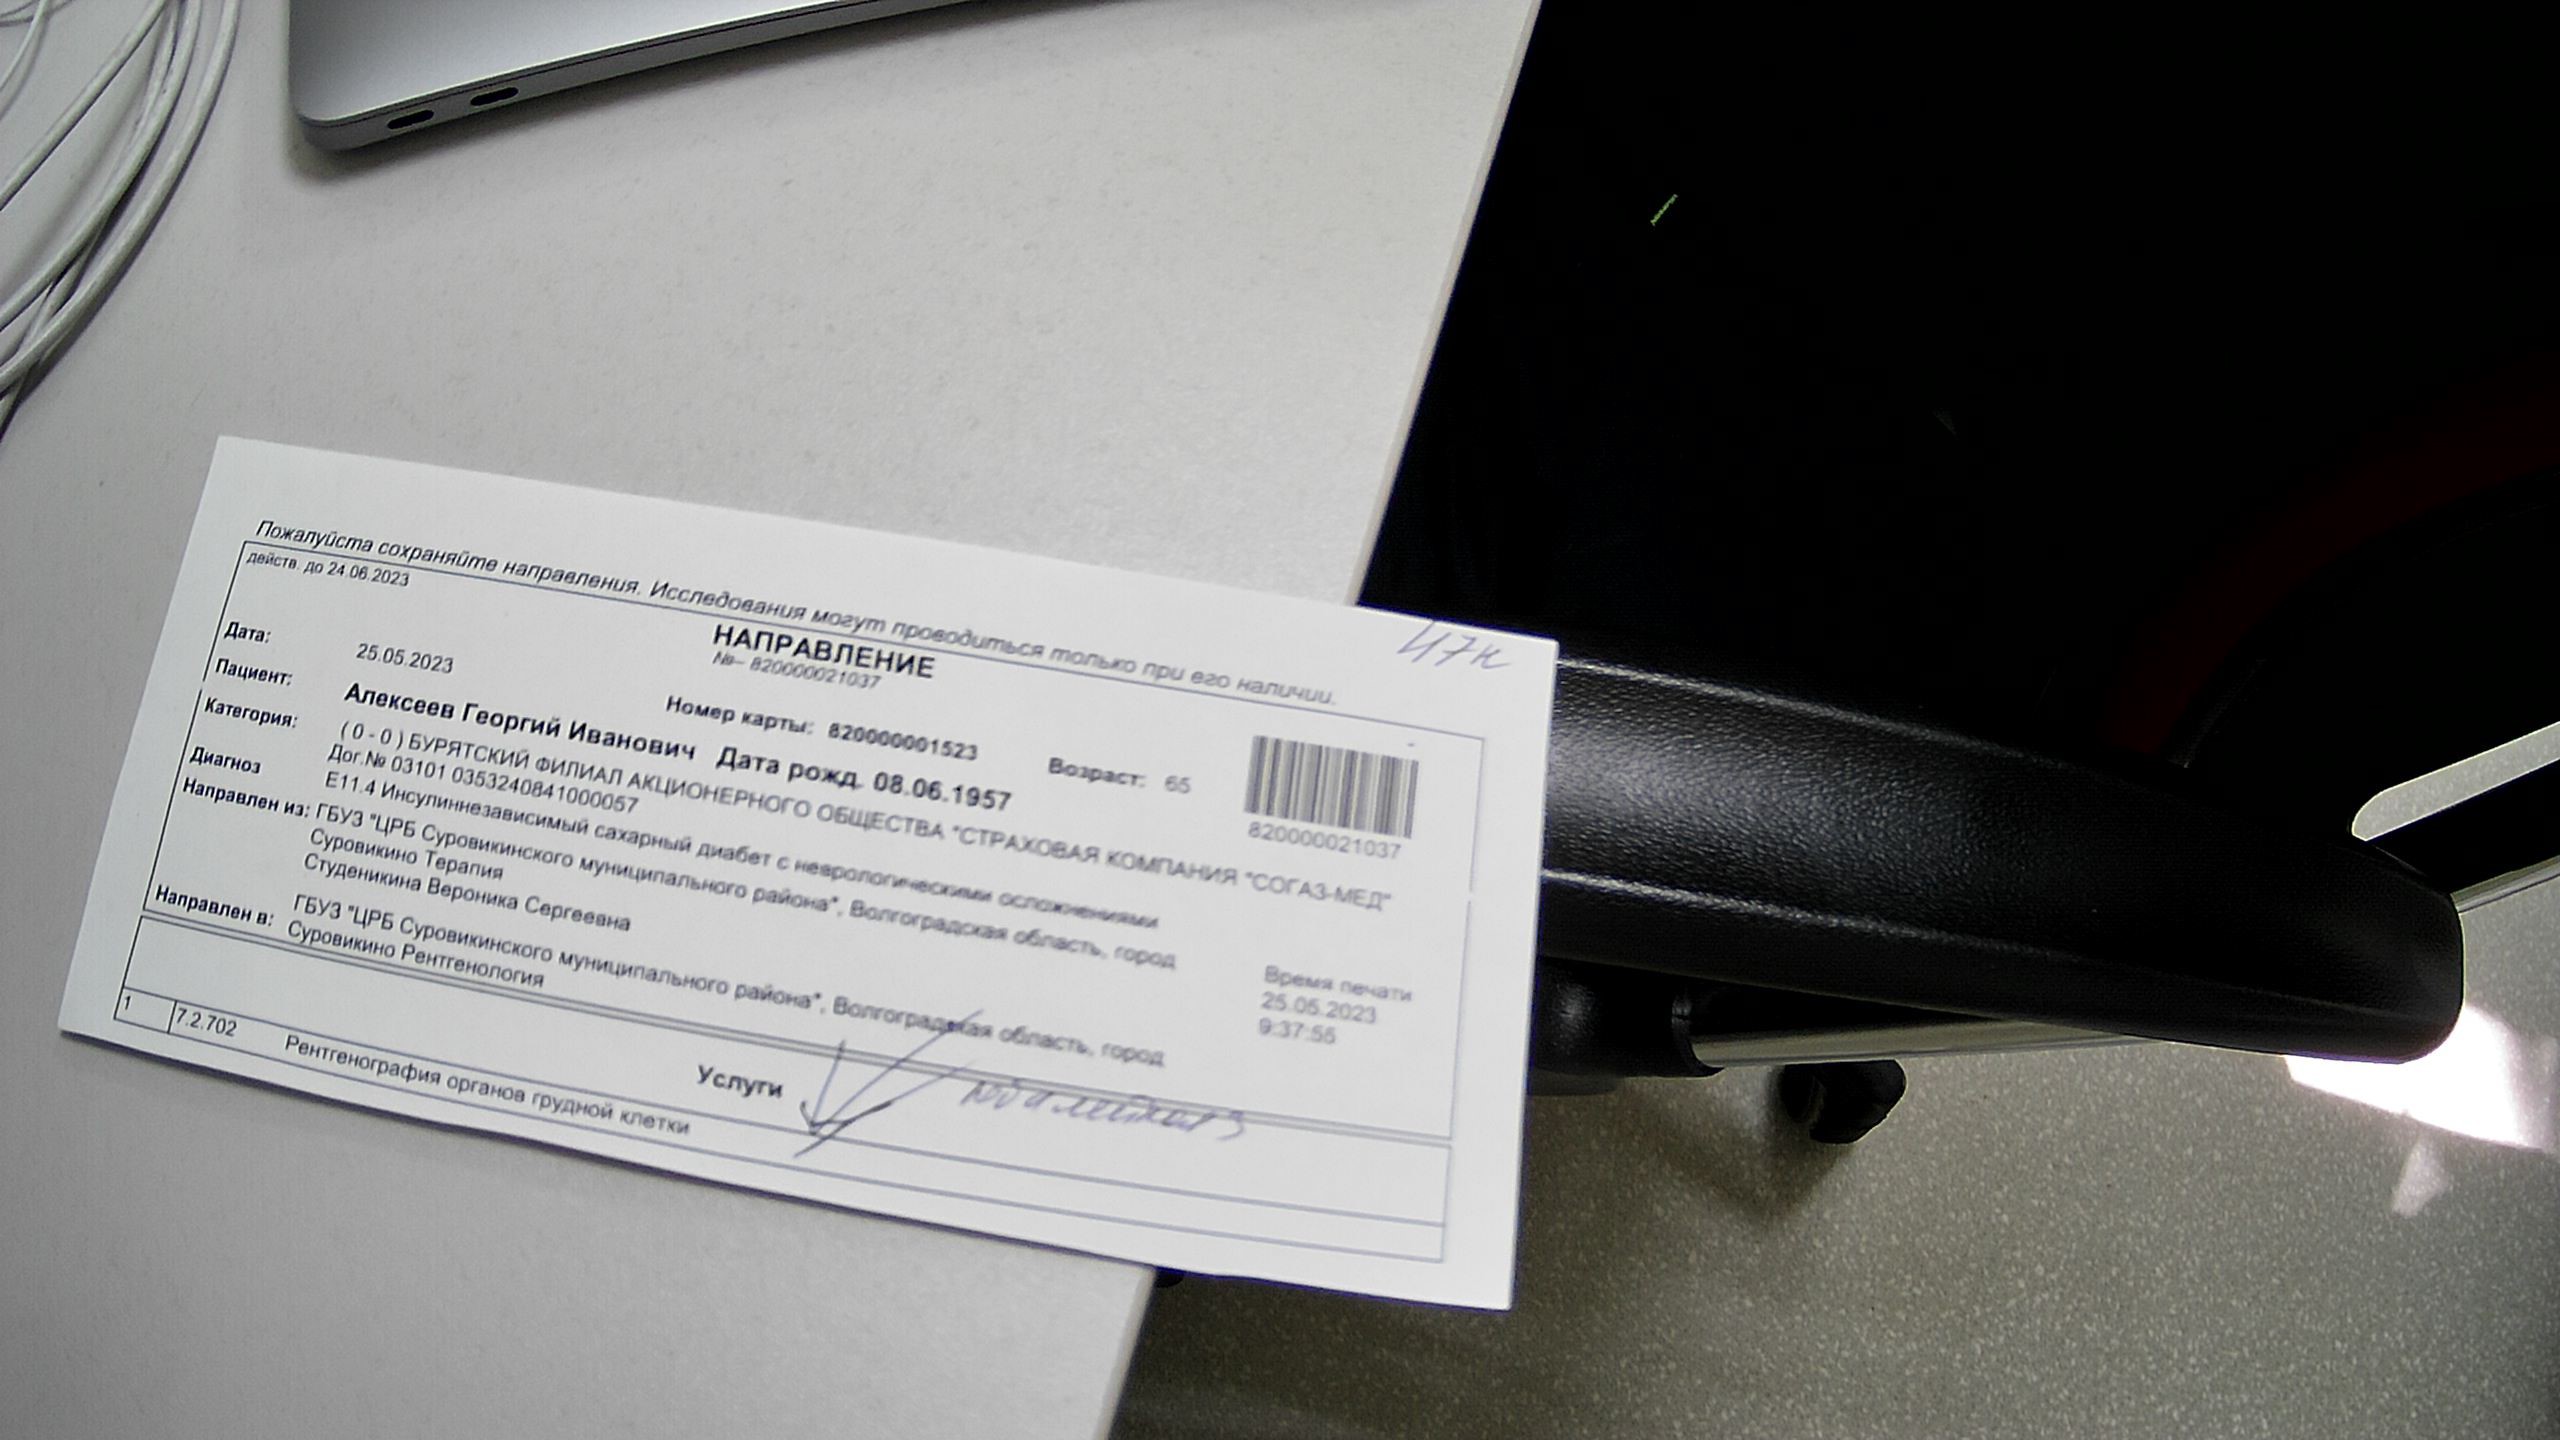 47к
Пожалуйста сохраняйте направления. Исследования могут проводиться только при его наличии.
действ. до 24.06.2023
НАПРАВЛЕНИЕ
№– 820000021037
Дата: 25.05.2023
Номер карты: 820000001523
Возраст: 65
820000021037
Пациент: Алексеев Георгий Иванович Дата рожд. 08.06.1957
Категория: ( 0 - 0 ) БУРЯТСКИЙ ФИЛИАЛ АКЦИОНЕРНОГО ОБЩЕСТВА "СТРАХОВАЯ КОМПАНИЯ "СОГАЗ-МЕД"
Дог.№ 03101 0353240841000057
Диагноз Е11.4 Инсулиннезависимый сахарный диабет с неврологическими осложнениями
Направлен из: ГБУЗ "ЦРБ Суровикинского муниципального района", Волгоградская область, город
Суровикино Терапия
Студеникина Вероника Сергеевна
Время печати
25.05.2023
9:37:55
Направлен в: ГБУЗ "ЦРБ Суровикинского муниципального района", Волгоградская область, город
Суровикино Рентгенология
Услуги
1 7.2.702 Рентгенография органов грудной клетки